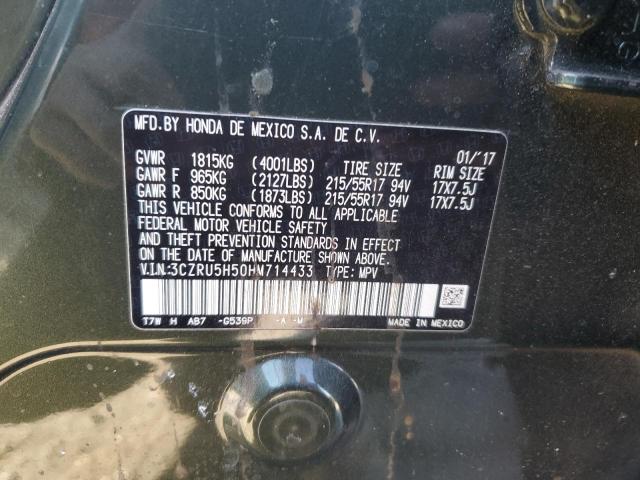 MFD.BY HONDA DE MEXICO S.A. DE C.V.
01/'17
GVWR 1815KG (4001LBS) TIRE SIZE RIM SIZE
GAWR F 965KG (2127LBS) 215/55R17 94V 17X7.5J
GAWR R 850KG (1873LBS) 215/55R17 94V 17X7.5J
THIS VEHICLE CONFORMS TO ALL APPLICABLE
FEDERAL MOTOR VEHICLE SAFETY
AND THEFT PREVENTION STANDARDS IN EFFECT
ON THE DATE OF MANUFACTURE SHOWN ABOVE.
V.I.N.:3CZRU5H50HM714433 TYPE: MPV
T7W H AB7 -G539P -A -M MADE IN MEXICO